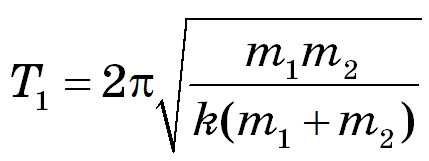 T₁ = 2π√(m₁m₂ / k(m₁ + m₂))